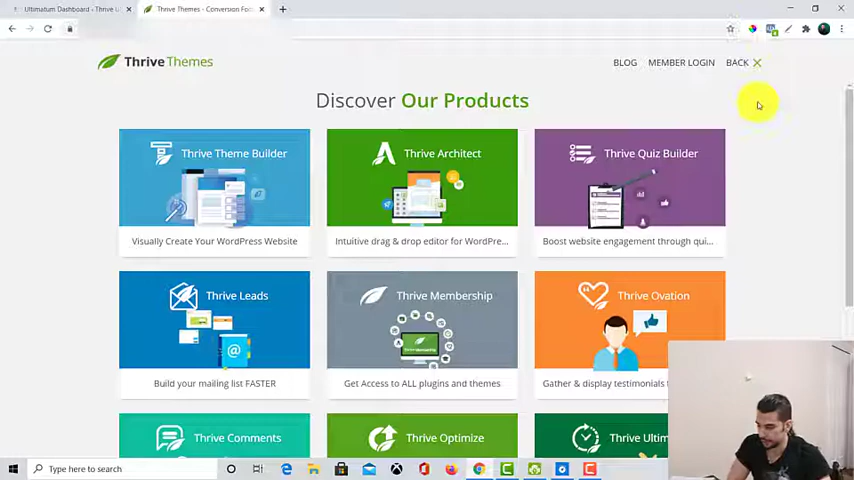 Ultimatum Dashboard - Thrive U
Thrive Themes - Conversion Foc
Thrive Themes
BLOG MEMBER LOGIN BACK
Discover Our Products
Thrive Theme Builder
Thrive Architect
Thrive Quiz Builder
Visually Create Your WordPress Website
Intuitive drag & drop editor for WordPre...
Boost website engagement through qui...
Thrive Leads
Thrive Membership
Thrive Ovation
Build your mailing list FASTER
Get Access to ALL plugins and themes
Gather & display testimonials
Thrive Comments
Thrive Optimize
Thrive Ultim
Type here to search